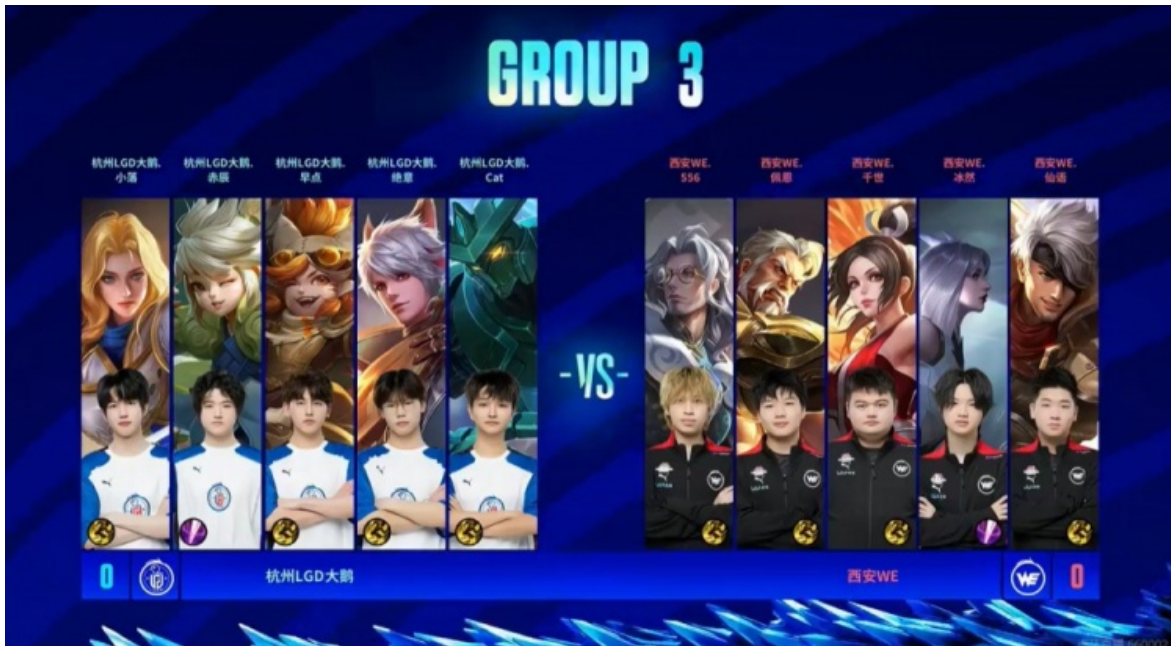 GROUP 3
杭州LGD大鹅.
小落
杭州LGD大鹅.
赤辰
杭州LGD大鹅.
早点
杭州LGD大鹅.
绝意
杭州LGD大鹅.
Cat
西安WE.
556
西安WE.
佩恩
西安WE.
千世
西安WE.
冰然
西安WE.
仙语
-VS-
0
杭州LGD大鹅
西安WE
WE
0